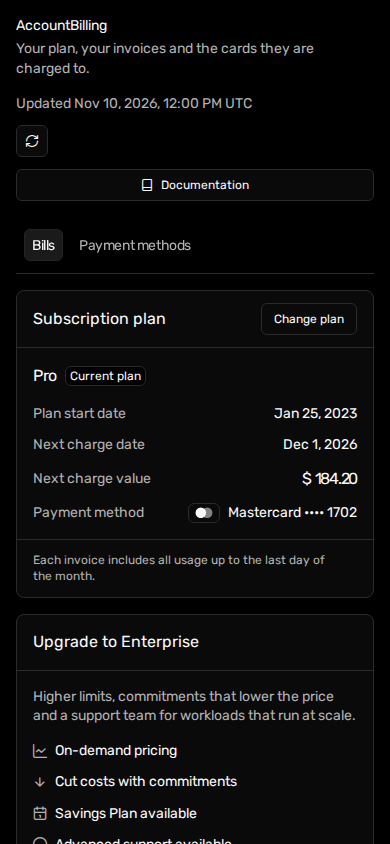 AccountBilling
Your plan, your invoices and the cards they are
charged to.
Updated Nov 10, 2026, 12:00 PM UTC
Documentation
Bills
Payment methods
Subscription plan
Change plan
Pro
Current plan
Plan start date
Jan 25, 2023
Next charge date
Dec 1, 2026
Next charge value
$ 184.20
Payment method
Mastercard •••• 1702
Each invoice includes all usage up to the last day of
the month.
Upgrade to Enterprise
Higher limits, commitments that lower the price
and a support team for workloads that run at scale.
On-demand pricing
Cut costs with commitments
Savings Plan available
Advanced support available